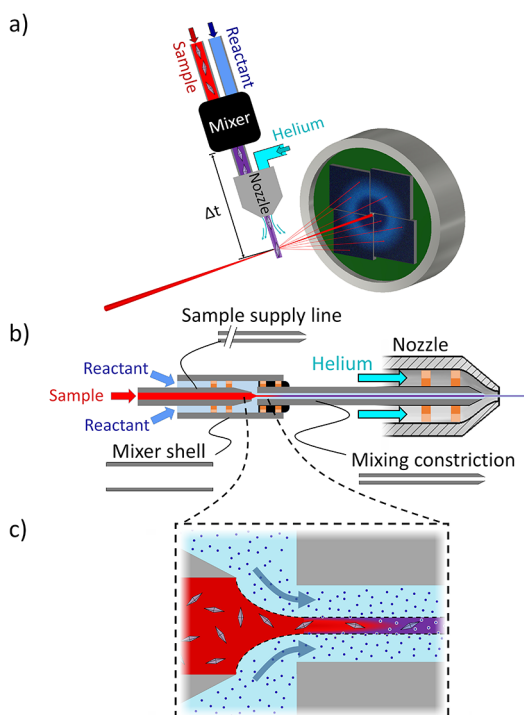 a)
Sample
Reactant
Mixer
Helium
Nozzle
Δt
b)
Sample supply line
Nozzle
Reactant
Helium
Sample
Reactant
Mixer shell
Mixing constriction
c)